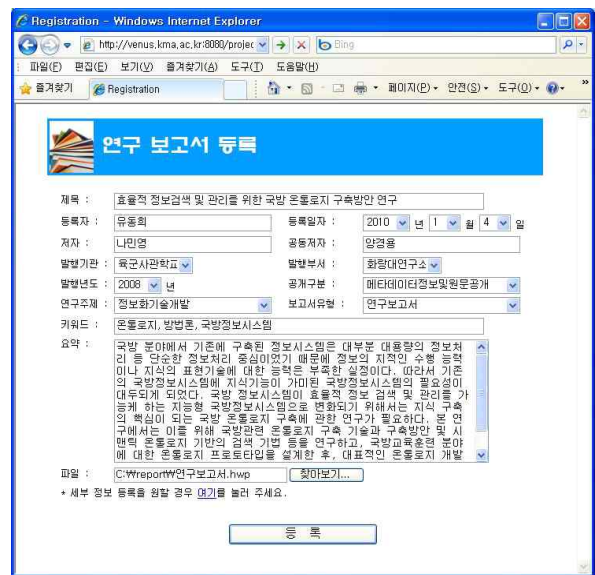 Registration - Windows Internet Explorer
http://venus.kma.ac.kr:8080/projec
Bing
파일(F) 편집(E) 보기(V) 즐겨찾기(A) 도구(T) 도움말(H)
즐겨찾기 Registration 페이지(P) 안전(S) 도구(O) »
연구 보고서 등록
제목 : 효율적 정보검색 및 관리를 위한 국방 온톨로지 구축방안 연구
등록자 : 유동희 등록일자 : 2010 년 1 월 4 일
저자 : 나민영 공동저자 : 양경용
발행기관 : 육군사관학교 발행부서 : 화랑대연구소
발행년도 : 2008 년 공개구분 : 메타데이터정보및원문공개
연구주제 : 정보화기술개발 보고서유형 : 연구보고서
키워드 : 온톨로지, 방법론, 국방정보시스템
요약 : 국방 분야에서 기존에 구축된 정보시스템은 대부분 대용량의 정보처
리 등 단순한 정보처리 중심이었기 때문에 정보의 지적인 수행 능력
이나 지식의 표현기술에 대한 능력은 부족한 실정이다. 따라서 기존
의 국방정보시스템에 지식기능이 가미된 국방정보시스템의 필요성이
대두되게 되었다. 국방 정보시스템이 효율적 정보 검색 및 관리를 가
능케 하는 지능형 국방정보시스템으로 변화되기 위해서는 지식 구축
의 핵심이 되는 국방 온톨로지 구축에 관한 연구가 필요하다. 본 연
구에서는 이를 위해 국방관련 온톨로지 구축 기술과 구축방안 및 시
맨틱 온톨로지 기반의 검색 기법 등을 연구하고, 국방교육훈련 분야
에 대한 온톨로지 프로토타입을 설계한 후, 대표적인 온톨로지 개발
파일 : C:₩report₩연구보고서.hwp 찾아보기...
* 세부 정보 등록을 원할 경우 여기를 눌러 주세요.
등 록